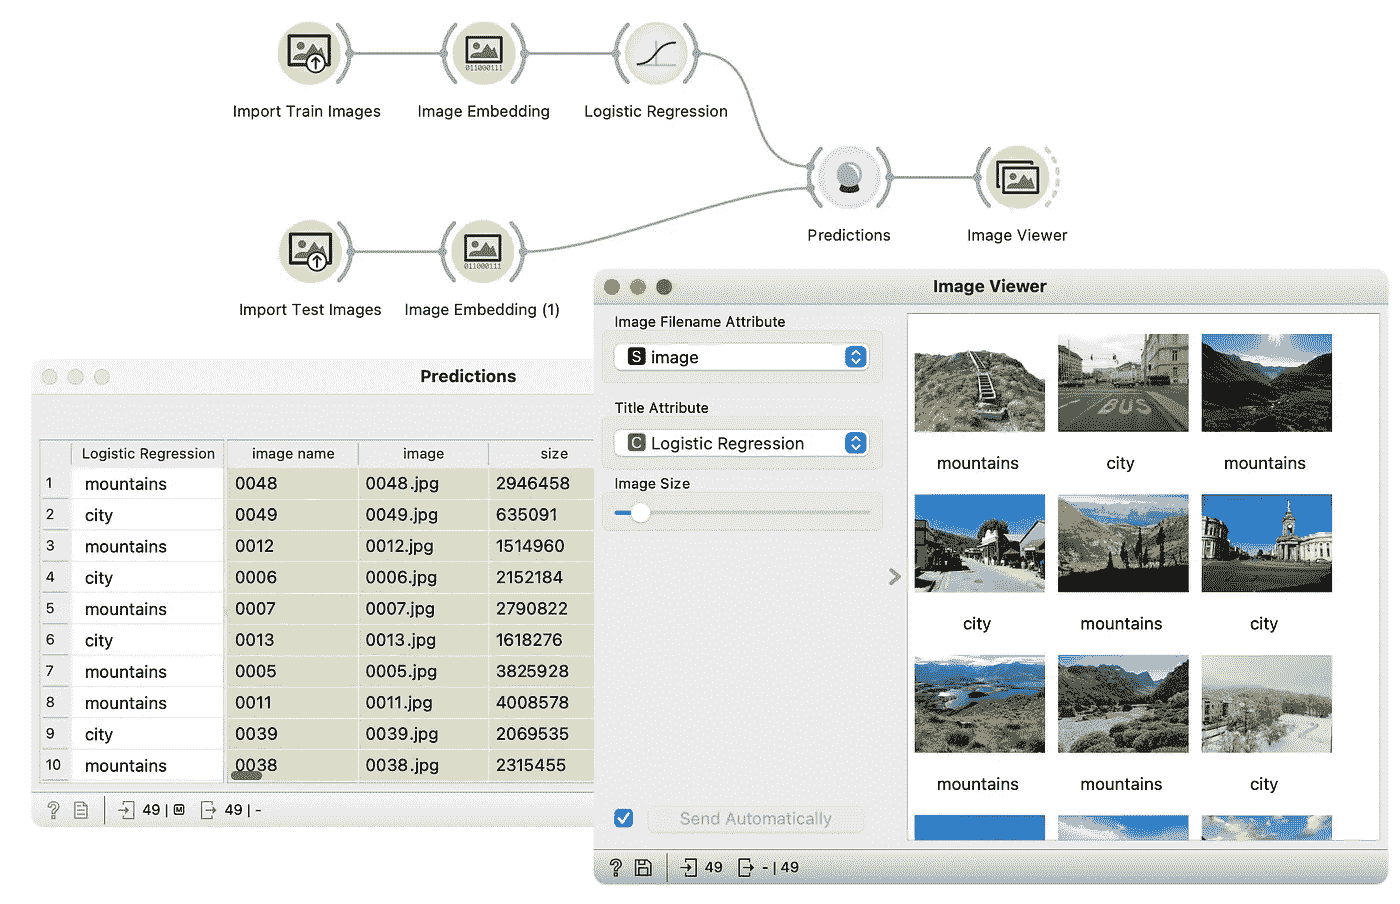 Import Train Images
Image Embedding
Logistic Regression
011000111
Predictions
Image Viewer
Import Test Images
Image Embedding (1)
011000111
Predictions
Logistic Regression image name image size
1 mountains 0048 0048.jpg 2946458
2 city 0049 0049.jpg 635091
3 mountains 0012 0012.jpg 1514960
4 city 0006 0006.jpg 2152184
5 mountains 0007 0007.jpg 2790822
6 city 0013 0013.jpg 1618276
7 mountains 0005 0005.jpg 3825928
8 mountains 0011 0011.jpg 4008578
9 city 0039 0039.jpg 2069535
10 mountains 0038 0038.jpg 2315455
? 49 | M 49 | -
Image Viewer
Image Filename Attribute
S image
Title Attribute
C Logistic Regression
Image Size
Send Automatically
? 49 - | 49
BUS
mountains city mountains
city mountains city
mountains mountains city